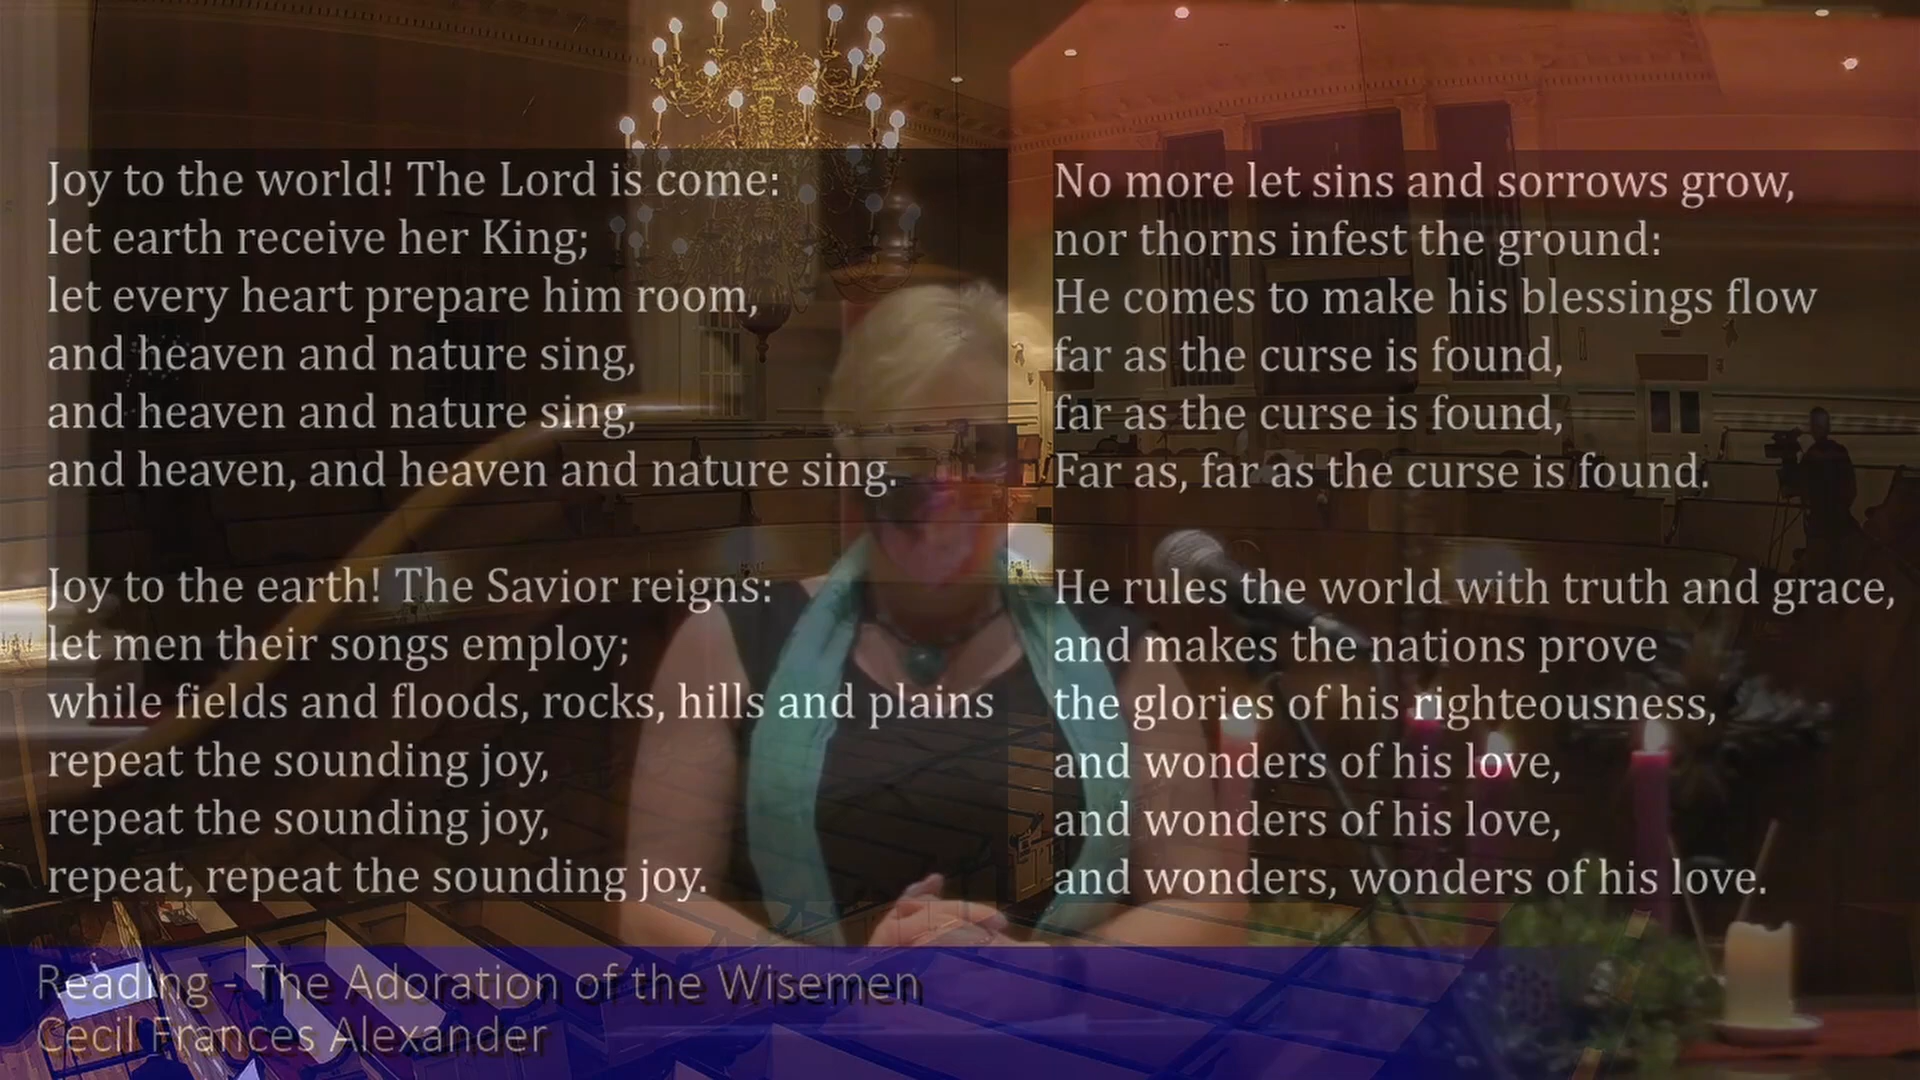 Joy to the world! The Lord is come:
let earth receive her King;
let every heart prepare him room,
and heaven and nature sing,
and heaven and nature sing,
and heaven, and heaven and nature sing.
Joy to the earth! The Savior reigns:
let men their songs employ;
while fields and floods, rocks, hills and plains
repeat the sounding joy,
repeat the sounding joy,
repeat, repeat the sounding joy.
No more let sins and sorrows grow,
nor thorns infest the ground:
He comes to make his blessings flow
far as the curse is found,
far as the curse is found,
Far as, far as the curse is found.
He rules the world with truth and grace,
and makes the nations prove
the glories of his righteousness,
and wonders of his love,
and wonders of his love,
and wonders, wonders of his love.
Reading - The Adoration of the Wisemen
Cecil Frances Alexander